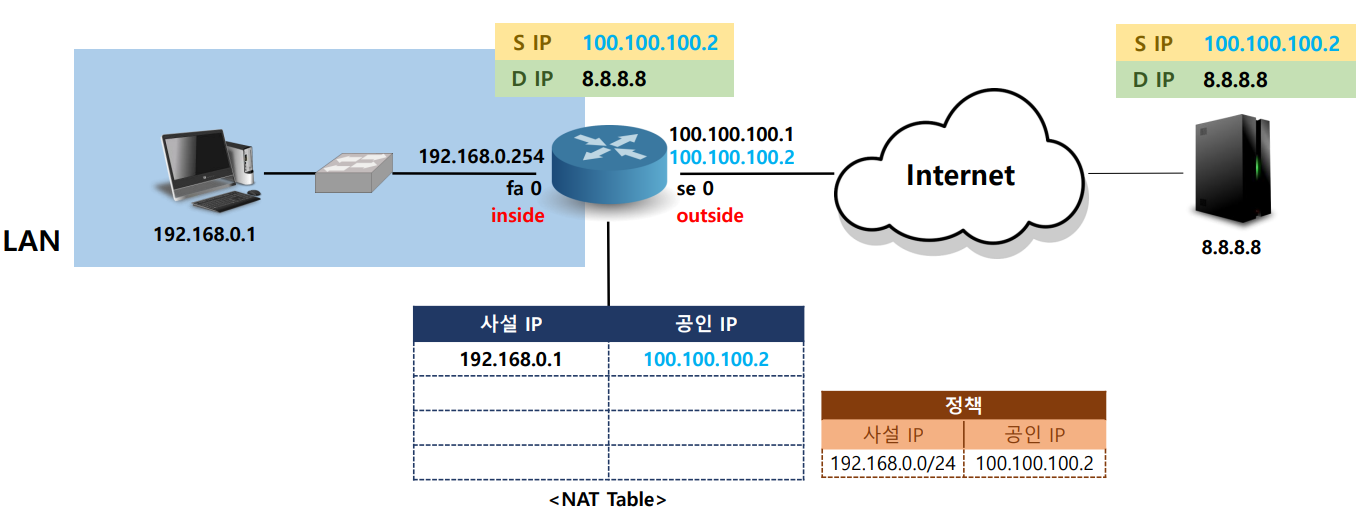 S IP 100.100.100.2
D IP 8.8.8.8
S IP 100.100.100.2
D IP 8.8.8.8
LAN
192.168.0.1
192.168.0.254
fa 0
inside
100.100.100.1
100.100.100.2
se 0
outside
Internet
8.8.8.8
사설 IP 공인 IP
192.168.0.1 100.100.100.2
<NAT Table>
정책
사설 IP 공인 IP
192.168.0.0/24 100.100.100.2